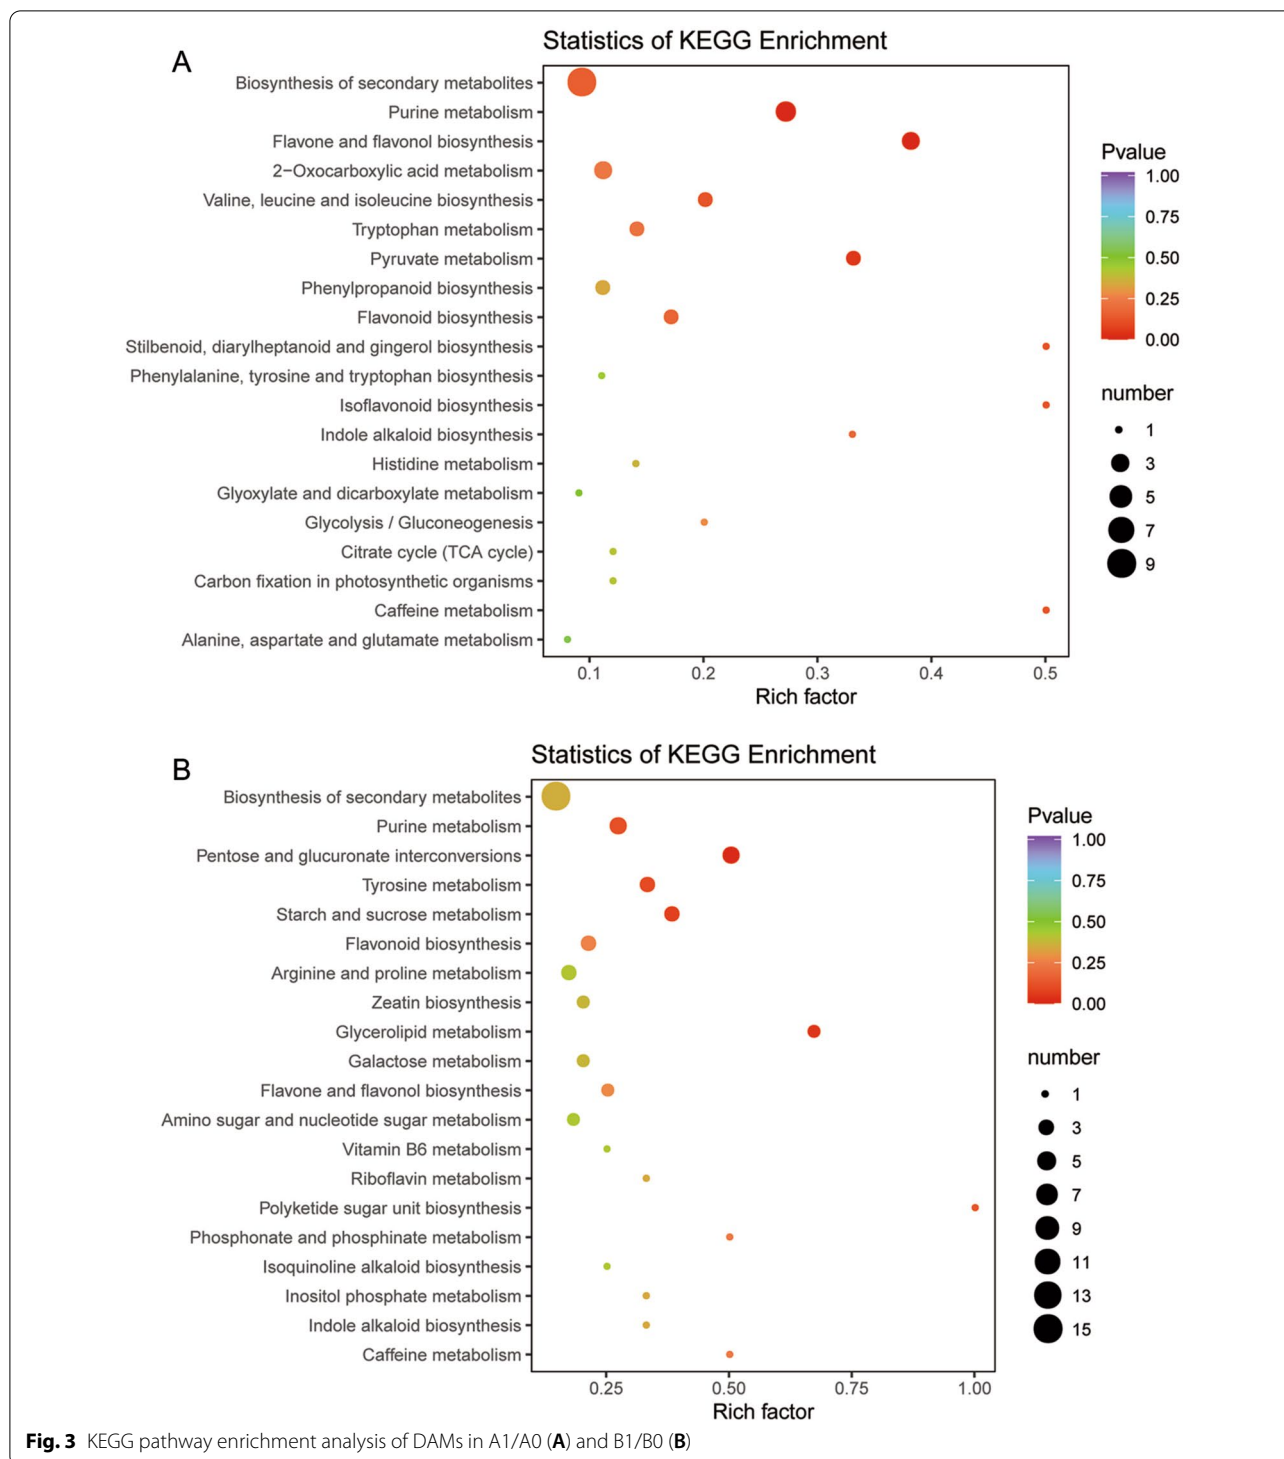 A
Statistics of KEGG Enrichment
Biosynthesis of secondary metabolites
Purine metabolism
Flavone and flavonol biosynthesis
2−Oxocarboxylic acid metabolism
Valine, leucine and isoleucine biosynthesis
Tryptophan metabolism
Pyruvate metabolism
Phenylpropanoid biosynthesis
Flavonoid biosynthesis
Stilbenoid, diarylheptanoid and gingerol biosynthesis
Phenylalanine, tyrosine and tryptophan biosynthesis
Isoflavonoid biosynthesis
Indole alkaloid biosynthesis
Histidine metabolism
Glyoxylate and dicarboxylate metabolism
Glycolysis / Gluconeogenesis
Citrate cycle (TCA cycle)
Carbon fixation in photosynthetic organisms
Caffeine metabolism
Alanine, aspartate and glutamate metabolism
0.1 0.2 0.3 0.4 0.5
Rich factor
Pvalue
1.00
0.75
0.50
0.25
0.00
number
1
3
5
7
9
B
Statistics of KEGG Enrichment
Biosynthesis of secondary metabolites
Purine metabolism
Pentose and glucuronate interconversions
Tyrosine metabolism
Starch and sucrose metabolism
Flavonoid biosynthesis
Arginine and proline metabolism
Zeatin biosynthesis
Glycerolipid metabolism
Galactose metabolism
Flavone and flavonol biosynthesis
Amino sugar and nucleotide sugar metabolism
Vitamin B6 metabolism
Riboflavin metabolism
Polyketide sugar unit biosynthesis
Phosphonate and phosphinate metabolism
Isoquinoline alkaloid biosynthesis
Inositol phosphate metabolism
Indole alkaloid biosynthesis
Caffeine metabolism
0.25 0.50 0.75 1.00
Rich factor
Pvalue
1.00
0.75
0.50
0.25
0.00
number
1
3
5
7
9
11
13
15
Fig. 3 KEGG pathway enrichment analysis of DAMs in A1/A0 (A) and B1/B0 (B)